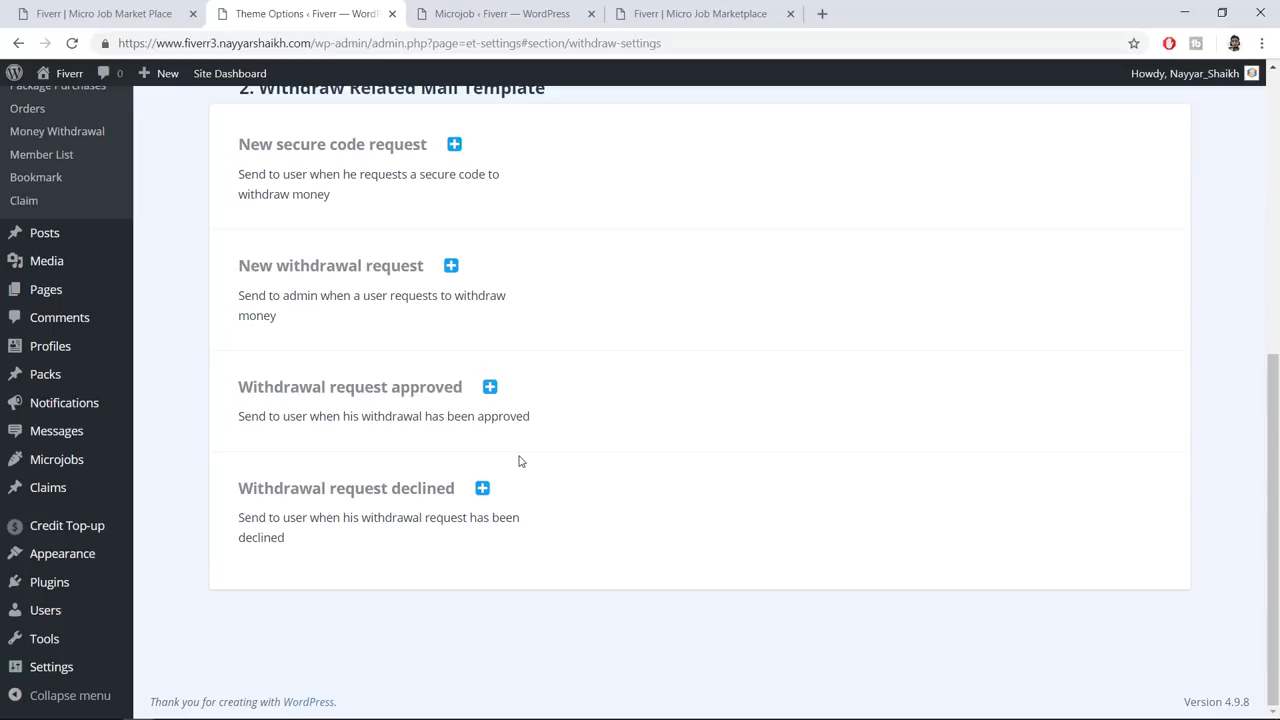 Fiverr | Micro Job Market Place
Theme Options ‹ Fiverr — WordP
Microjob ‹ Fiverr — WordPress
Fiverr | Micro Job Marketplace
https://www.fiverr3.nayyarshaikh.com/wp-admin/admin.php?page=et-settings#section/withdraw-settings
Fiverr
0
New
Site Dashboard
Howdy, Nayyar_Shaikh
Package Purchases
Orders
Money Withdrawal
Member List
Bookmark
Claim
Posts
Media
Pages
Comments
Profiles
Packs
Notifications
Messages
Microjobs
Claims
Credit Top-up
Appearance
Plugins
Users
Tools
Settings
Collapse menu
2. Withdraw Related Mail Template
New secure code request
Send to user when he requests a secure code to
withdraw money
New withdrawal request
Send to admin when a user requests to withdraw
money
Withdrawal request approved
Send to user when his withdrawal has been approved
Withdrawal request declined
Send to user when his withdrawal request has been
declined
Thank you for creating with WordPress.
Version 4.9.8